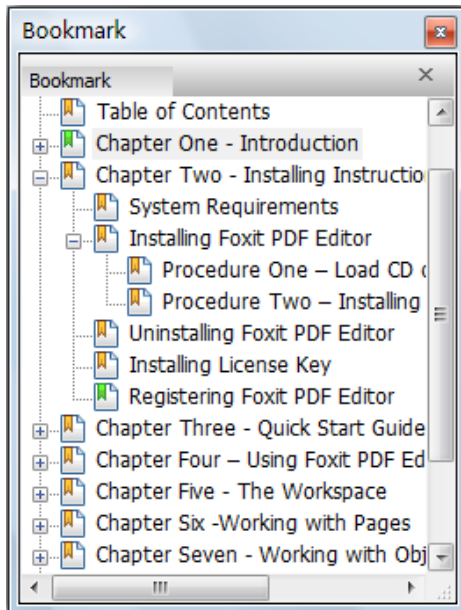 Bookmark
Bookmark
Table of Contents
Chapter One - Introduction
Chapter Two - Installing Instructio
System Requirements
Installing Foxit PDF Editor
Procedure One – Load CD
Procedure Two – Installing
Uninstalling Foxit PDF Editor
Installing License Key
Registering Foxit PDF Editor
Chapter Three - Quick Start Guide
Chapter Four – Using Foxit PDF Ed
Chapter Five - The Workspace
Chapter Six -Working with Pages
Chapter Seven - Working with Obj